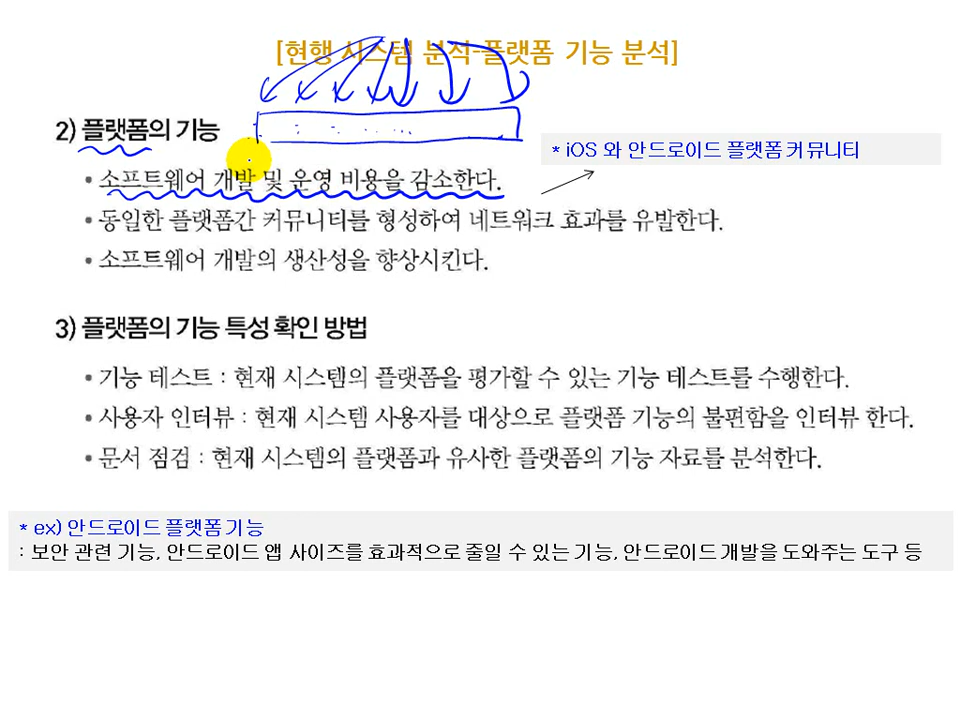 [현행 시스템 분석-플랫폼 기능 분석]
2) 플랫폼의 기능
* iOS 와 안드로이드 플랫폼 커뮤니티
• 소프트웨어 개발 및 운영 비용을 감소한다.
• 동일한 플랫폼간 커뮤니티를 형성하여 네트워크 효과를 유발한다.
• 소프트웨어 개발의 생산성을 향상시킨다.
3) 플랫폼의 기능 특성 확인 방법
• 기능 테스트 : 현재 시스템의 플랫폼을 평가할 수 있는 기능 테스트를 수행한다.
• 사용자 인터뷰 : 현재 시스템 사용자를 대상으로 플랫폼 기능의 불편함을 인터뷰 한다.
• 문서 점검 : 현재 시스템의 플랫폼과 유사한 플랫폼의 기능 자료를 분석한다.
* ex) 안드로이드 플랫폼 기능
: 보안 관련 기능, 안드로이드 앱 사이즈를 효과적으로 줄일 수 있는 기능, 안드로이드 개발을 도와주는 도구 등